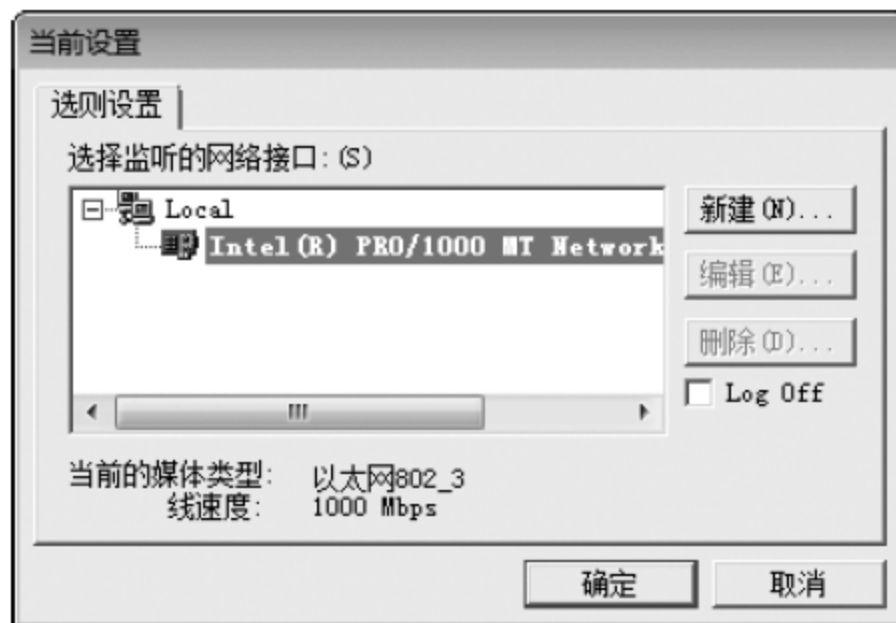 当前设置
选则设置
选择监听的网络接口:(S)
Local
Intel(R) PRO/1000 MT Network
新建(N)...
编辑(E)...
删除(D)...
Log Off
当前的媒体类型: 以太网802_3
线速度: 1000 Mbps
确定 取消